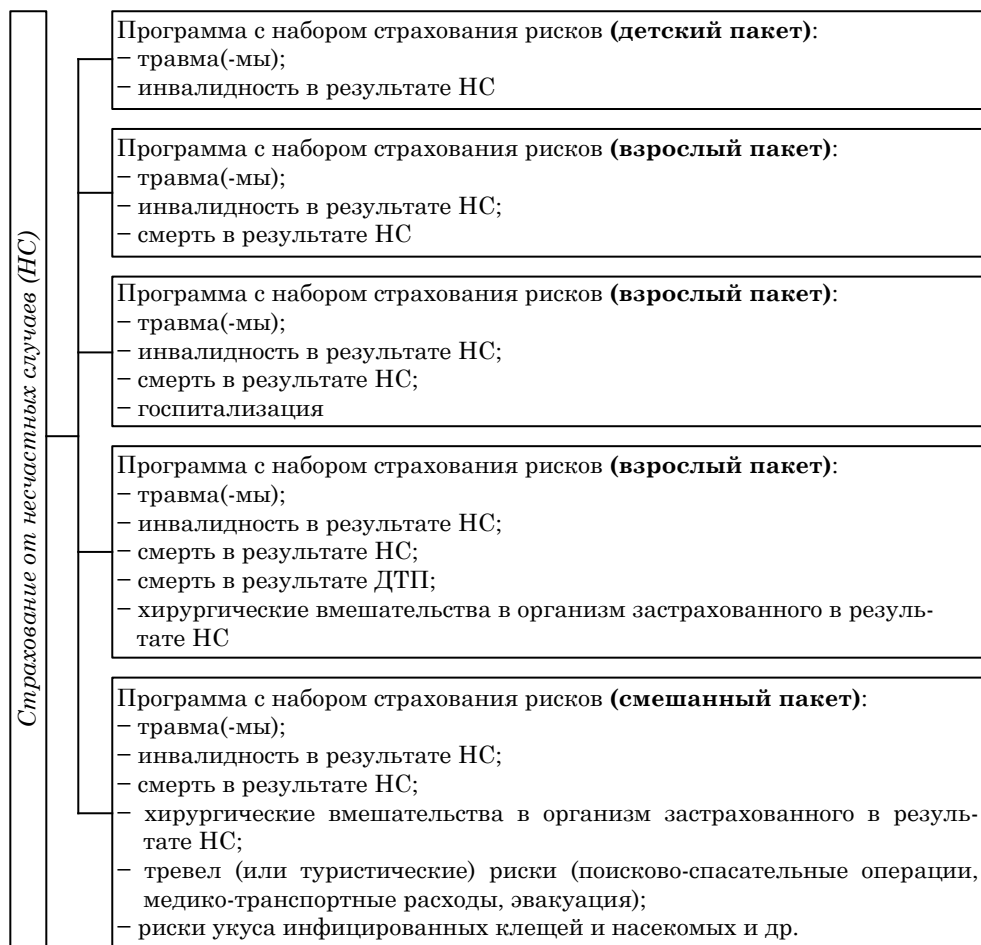 Страхование от несчастных случаев (НС)
Программа с набором страхования рисков (детский пакет):
– травма(-мы);
– инвалидность в результате НС
Программа с набором страхования рисков (взрослый пакет):
– травма(-мы);
– инвалидность в результате НС;
– смерть в результате НС
Программа с набором страхования рисков (взрослый пакет):
– травма(-мы);
– инвалидность в результате НС;
– смерть в результате НС;
– госпитализация
Программа с набором страхования рисков (взрослый пакет):
– травма(-мы);
– инвалидность в результате НС;
– смерть в результате НС;
– смерть в результате ДТП;
– хирургические вмешательства в организм застрахованного в резуль-
тате НС
Программа с набором страхования рисков (смешанный пакет):
– травма(-мы);
– инвалидность в результате НС;
– смерть в результате НС;
– хирургические вмешательства в организм застрахованного в резуль-
тате НС;
– тревел (или туристические) риски (поисково-спасательные операции,
медико-транспортные расходы, эвакуация);
– риски укуса инфицированных клещей и насекомых и др.